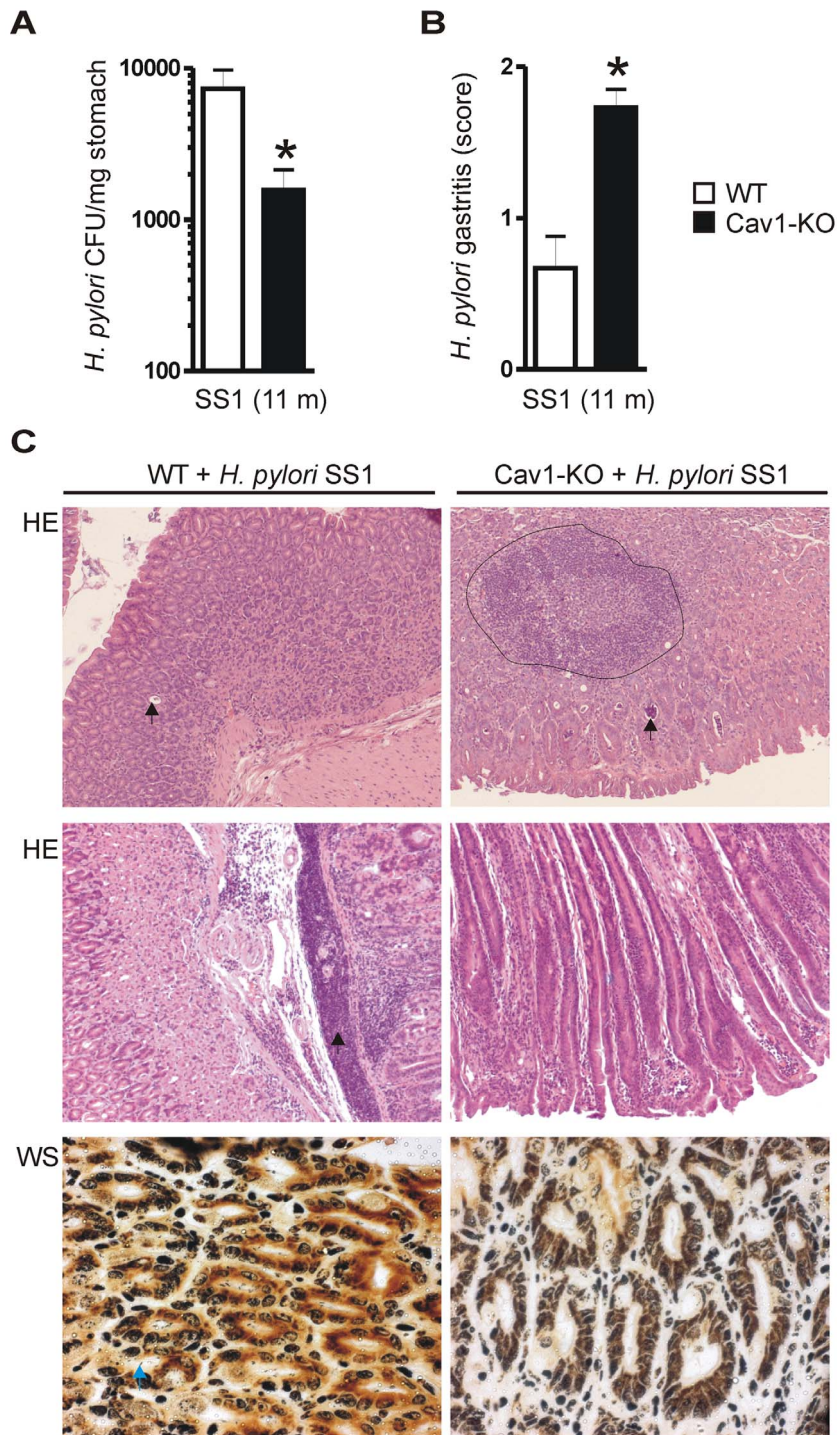 A
B
H. pylori CFU/mg stomach
10000
1000
100
*
SS1 (11 m)
H. pylori gastritis (score)
2
1
0
*
SS1 (11 m)
WT
Cav1-KO
C
WT + H. pylori SS1
Cav1-KO + H. pylori SS1
HE
HE
WS